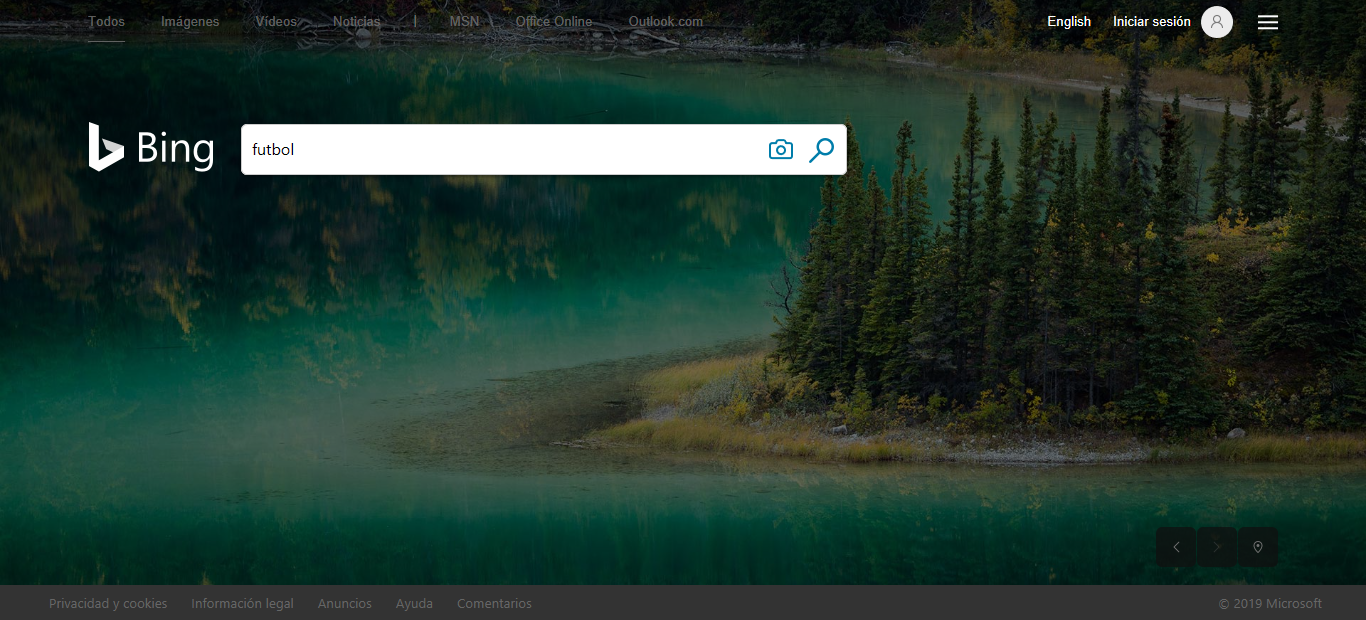 Todos Imágenes Vídeos Noticias | MSN Office Online Outlook.com English Iniciar sesión
Bing futbol
Privacidad y cookies Información legal Anuncios Ayuda Comentarios © 2019 Microsoft